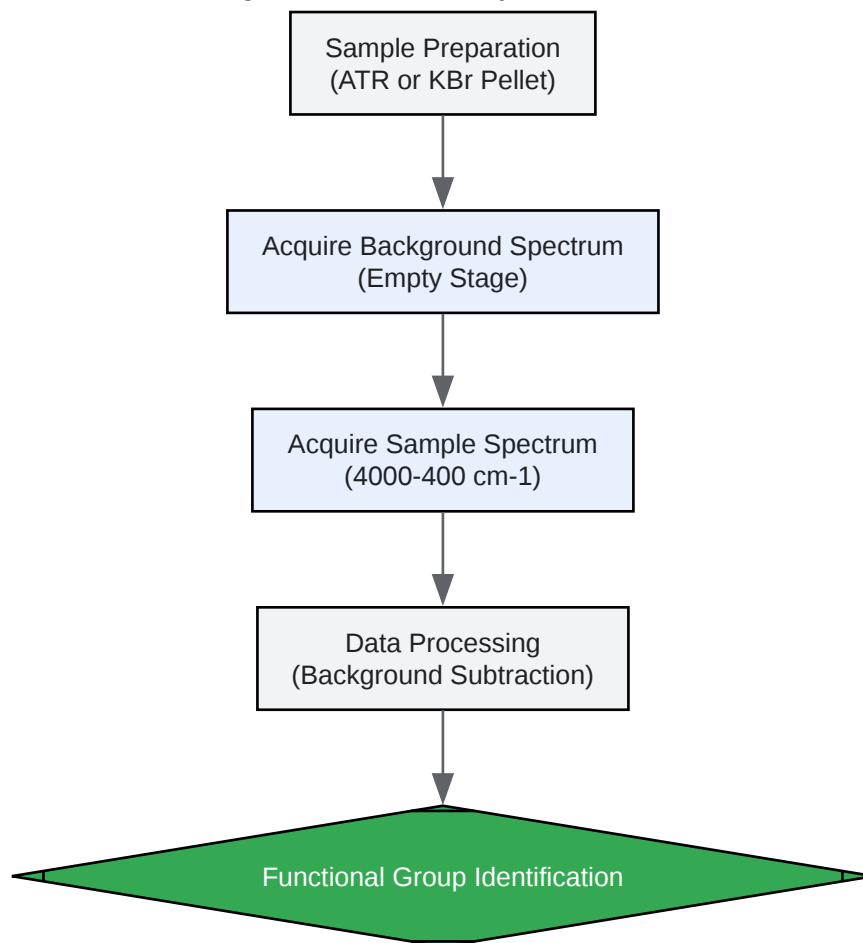 Sample Preparation
(ATR or KBr Pellet)
Acquire Background Spectrum
(Empty Stage)
Acquire Sample Spectrum
(4000-400 cm-1)
Data Processing
(Background Subtraction)
Functional Group Identification